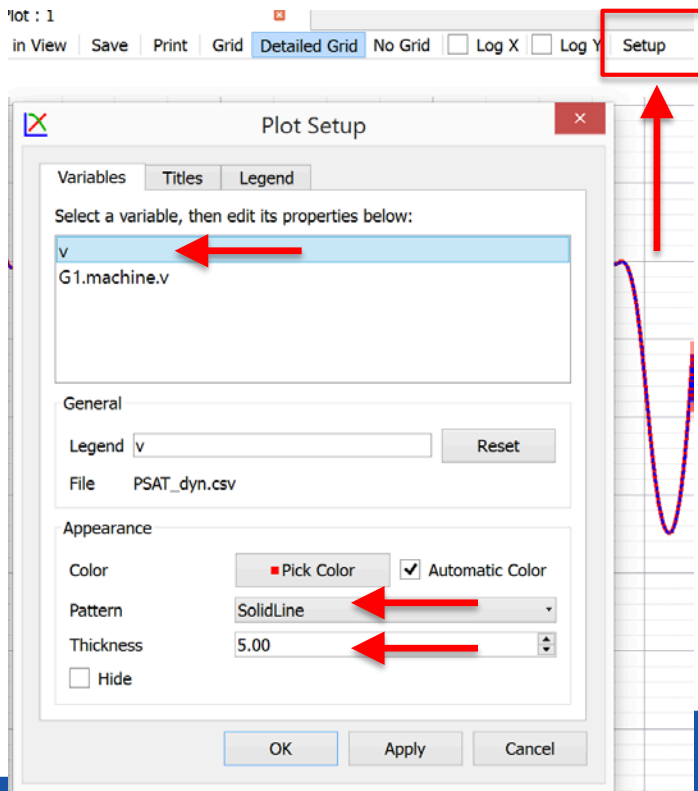 Plot : 1
in View Save Print Grid Detailed Grid No Grid Log X Log Y Setup
Plot Setup
Variables Titles Legend
Select a variable, then edit its properties below:
v
G1.machine.v
General
Legend v Reset
File PSAT_dyn.csv
Appearance
Color Pick Color Automatic Color
Pattern SolidLine
Thickness 5.00
Hide
OK Apply Cancel